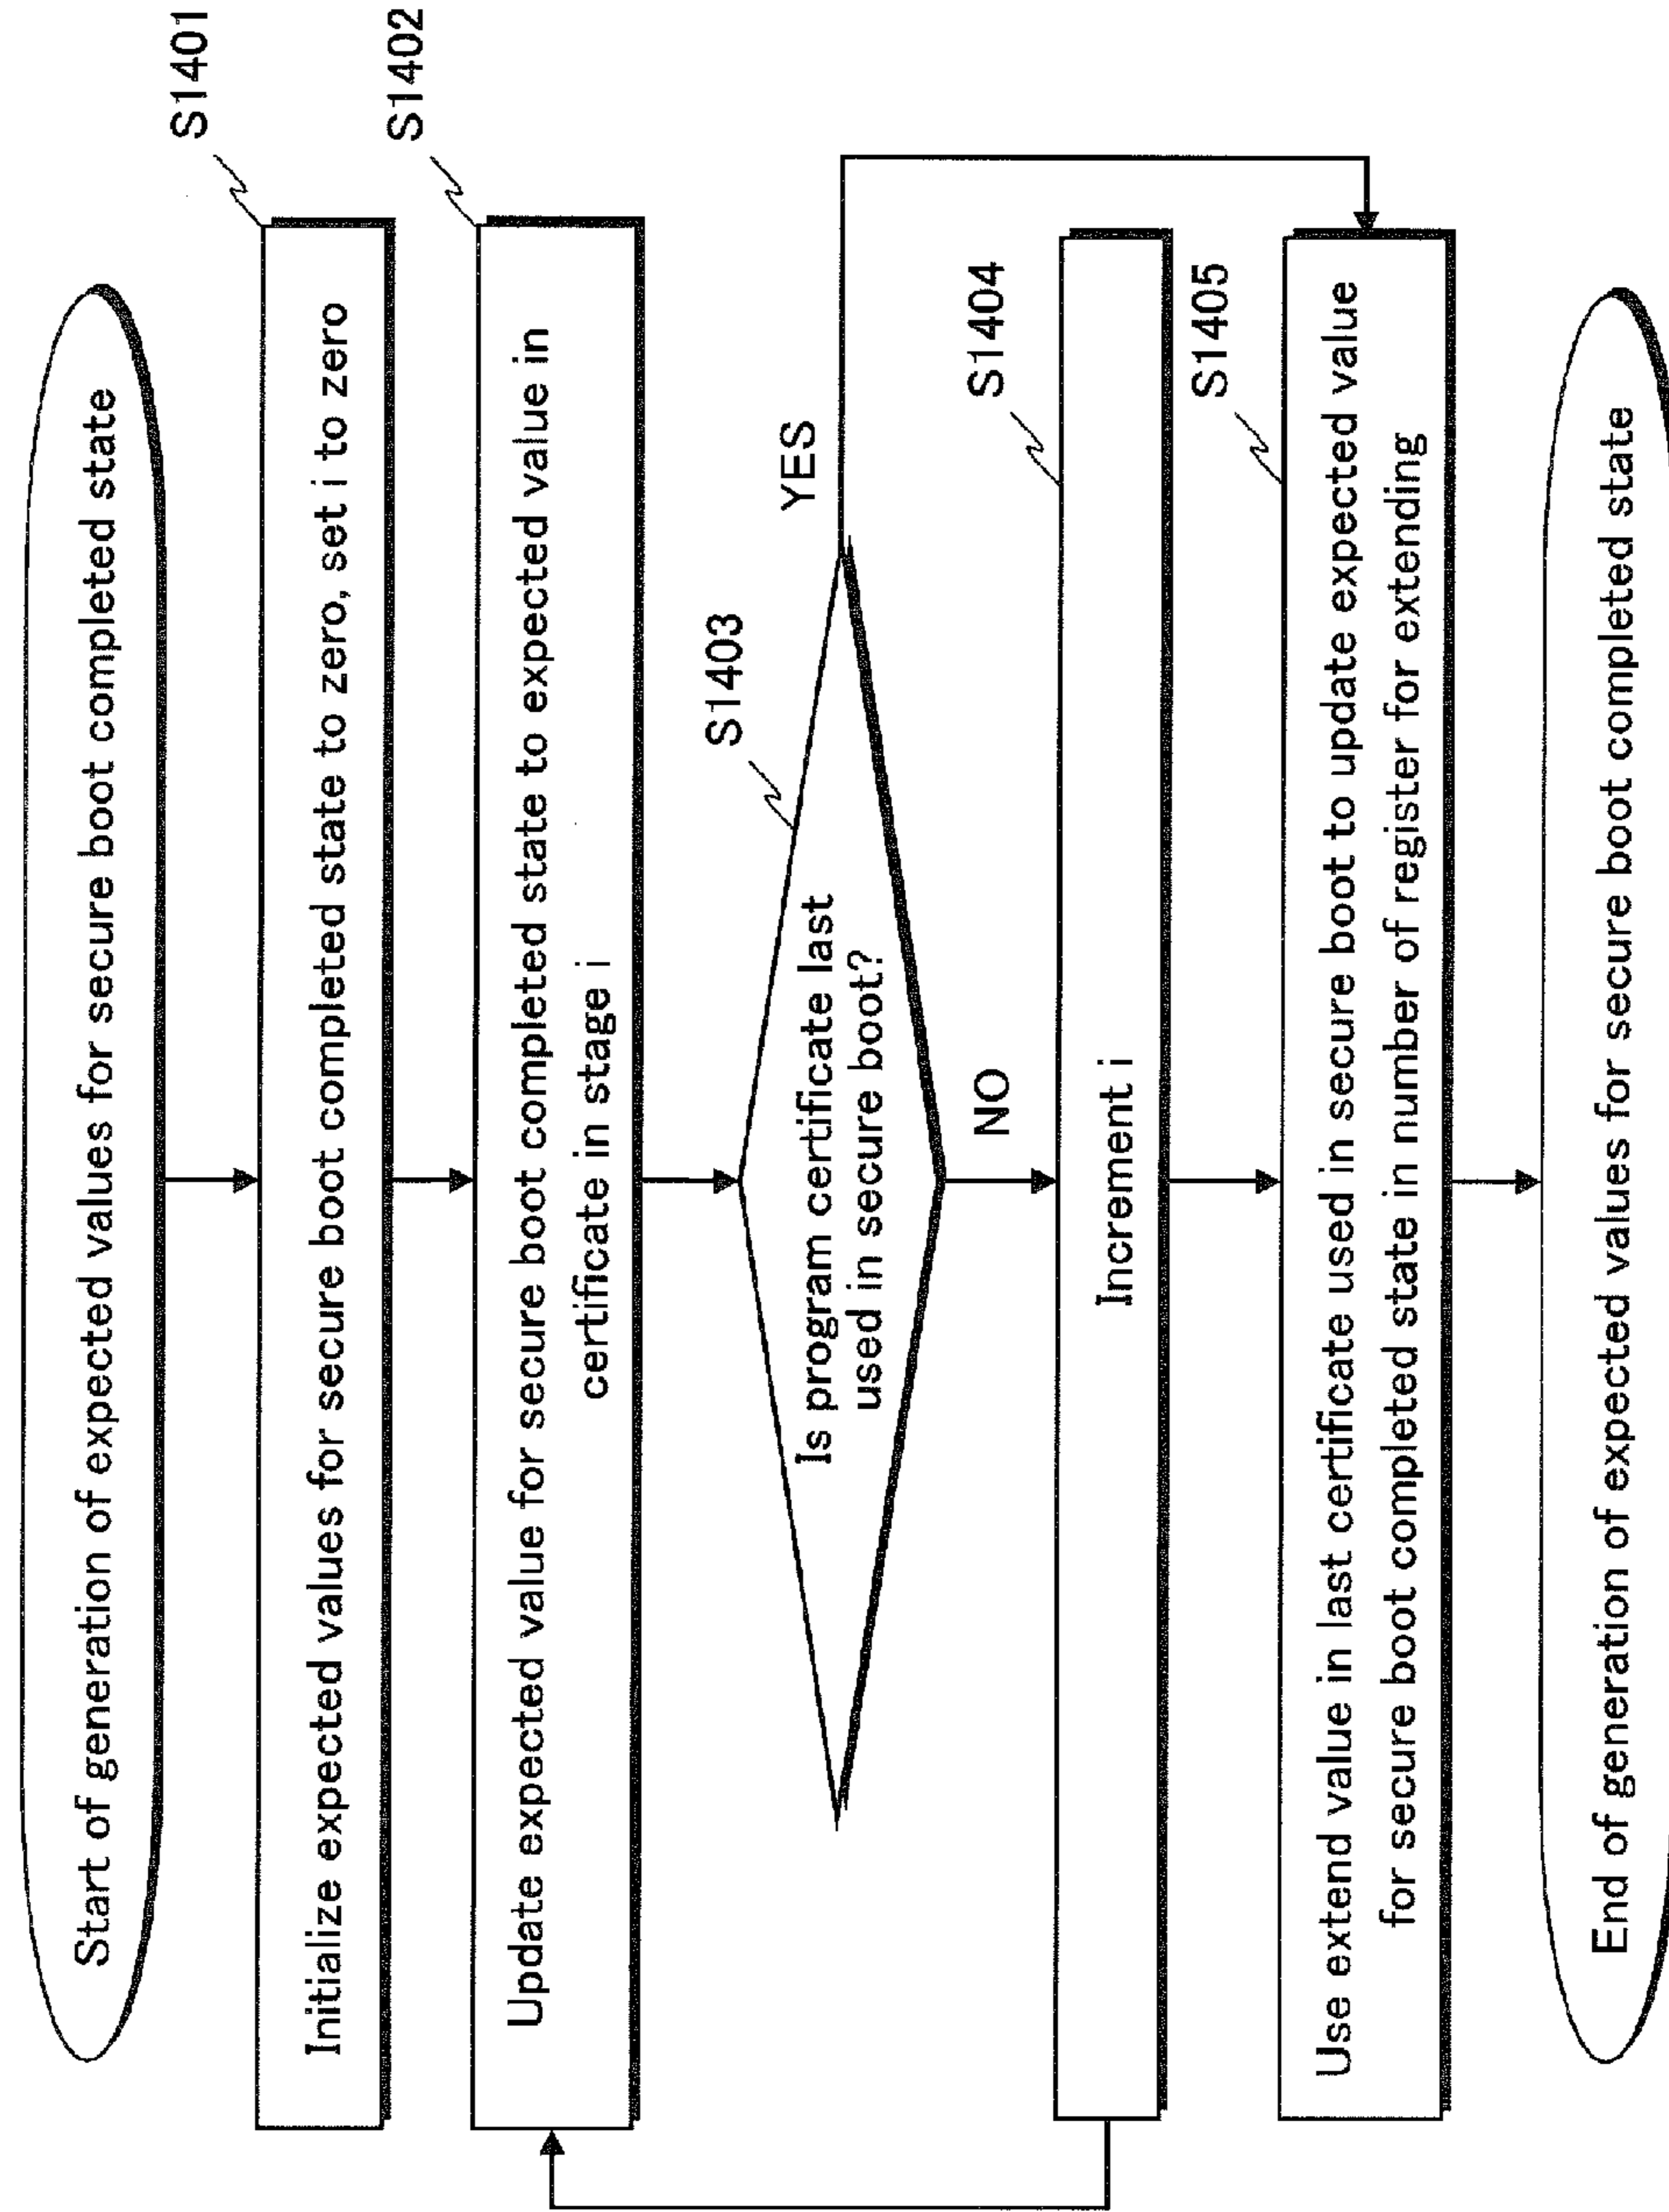 Start of generation of expected values for secure boot completed state
S1401
Initialize expected values for secure boot completed state to zero, set i to zero
S1402
Update expected value for secure boot completed state to expected value in
certificate in stage i
S1403
Is program certificate last
used in secure boot?
YES
NO
S1404
Increment i
S1405
Use extend value in last certificate used in secure boot to update expected value
for secure boot completed state in number of register for extending
End of generation of expected values for secure boot completed state